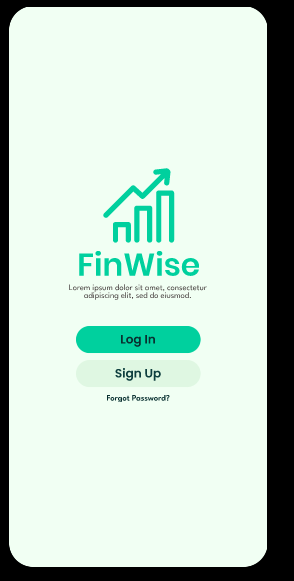 FinWise
Lorem ipsum dolor sit amet, consectetur
adipiscing elit, sed do eiusmod.
Log In
Sign Up
Forgot Password?